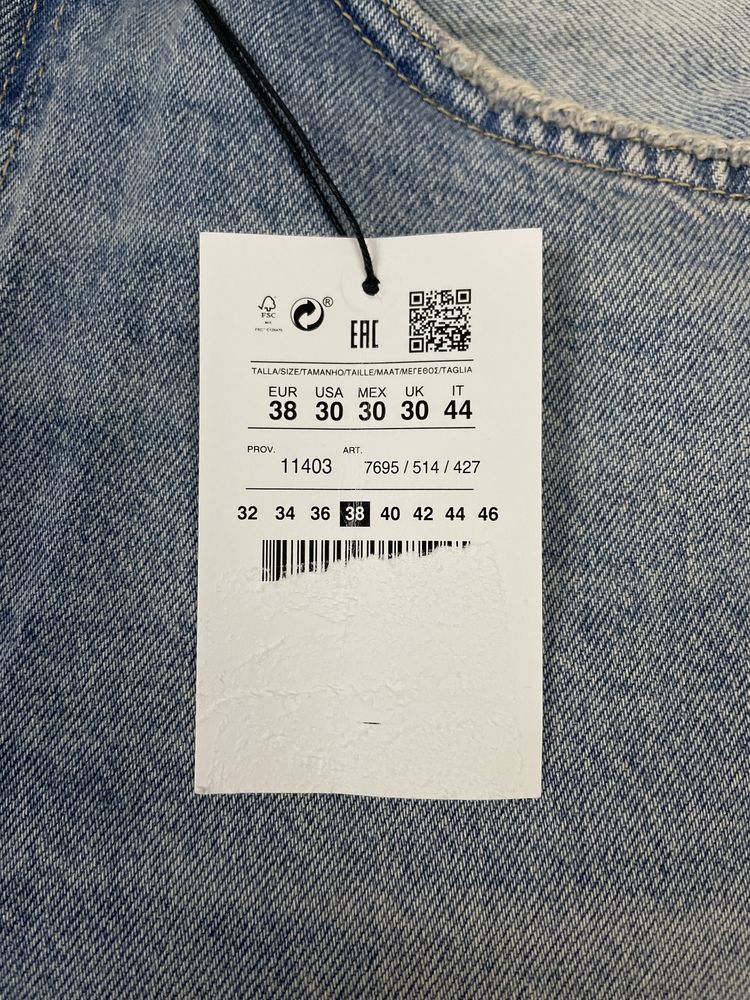 FSC
MIX
®
EAC
TALLA/SIZE/TAMANHO/TAILLE/MAAT/ΜΕΓΕΘΟΣ/TAGLIA
EUR USA MEX UK IT
38 30 30 30 44
PROV. 11403 ART. 7695 / 514 / 427
32 34 36 38 40 42 44 46